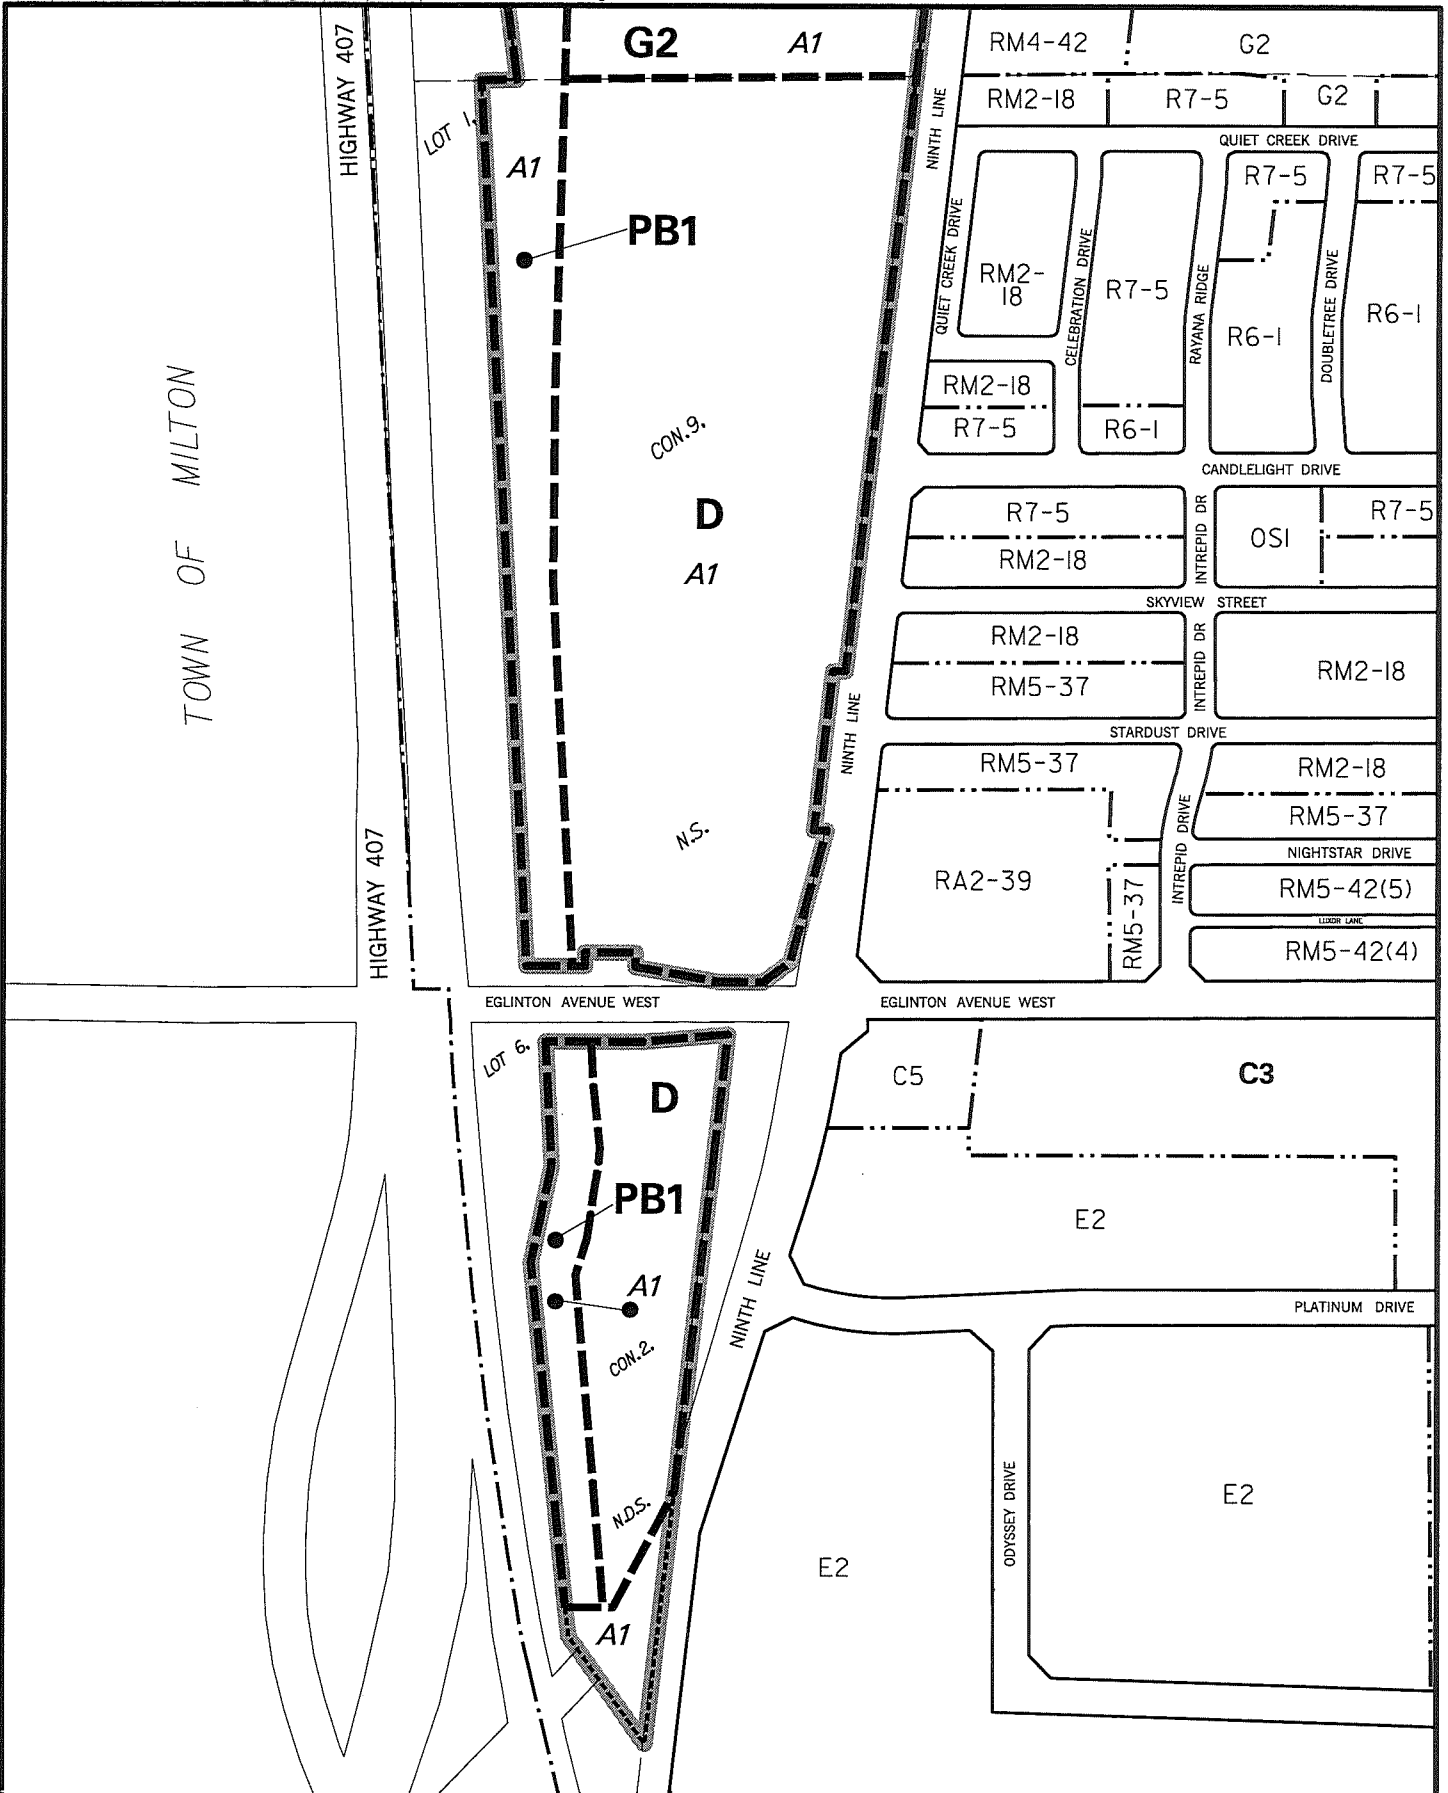 HIGHWAY 407
G2
A1
RM4-42
G2
RM2-18
R7-5
G2
LOT 1.
A1
NINTH LINE
QUIET CREEK DRIVE
R7-5
R7-5
PB1
QUIET CREEK DRIVE
RM2-
18
CELEBRATION DRIVE
R7-5
RAYANA RIDGE
R6-1
DOUBLETREE DRIVE
R6-1
RM2-18
R7-5
R6-1
TOWN OF MILTON
CON.9.
CANDLELIGHT DRIVE
D
A1
R7-5
RM2-18
INTREPID DR
OS1
R7-5
SKYVIEW STREET
RM2-18
RM5-37
INTREPID DR
RM2-18
NINTH LINE
STARDUST DRIVE
RM5-37
RM2-18
RM5-37
N.S.
INTREPID DRIVE
NIGHTSTAR DRIVE
HIGHWAY 407
RA2-39
RM5-37
RM5-42(5)
LUXOR LANE
RM5-42(4)
EGLINTON AVENUE WEST
EGLINTON AVENUE WEST
LOT 6.
D
C5
C3
PB1
E2
A1
NINTH LINE
PLATINUM DRIVE
CON.2.
N.D.S.
ODYSSEY DRIVE
E2
E2
A1